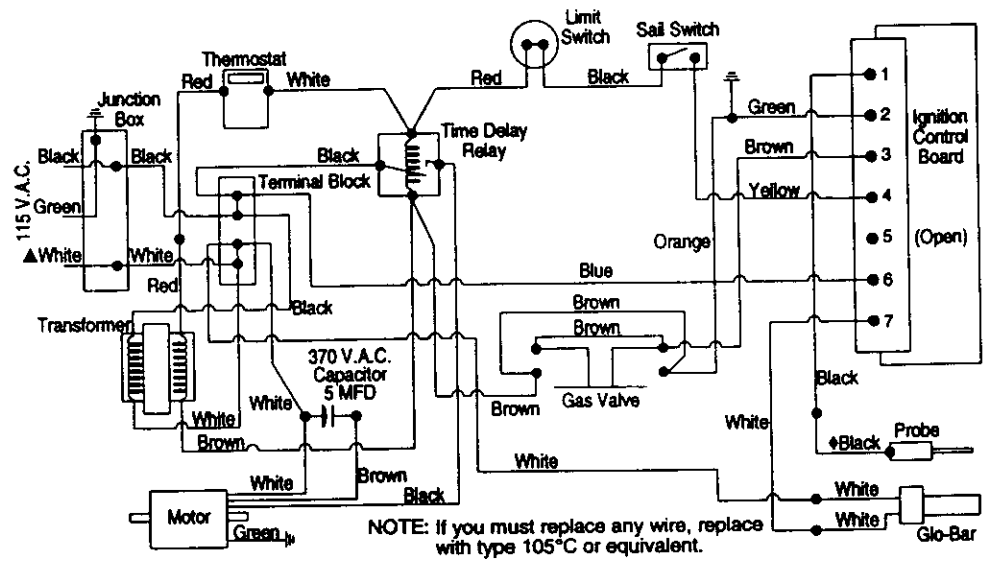 Limit
Switch
Sail Switch
Thermostat
Red
White
Red
Black
1
Junction
Box
Green
2
Ignition
Control
Board
Time Delay
Relay
Black
Black
Black
Brown
3
115 V.A.C.
Terminal Block
Yellow
4
Green
Orange
5
(Open)
▲White
White
Red
Blue
6
Black
Brown
Transformer
Brown
7
370 V.A.C.
Capacitor
5 MFD
Black
White
Brown
Gas Valve
White
White
Brown
♦Black
Probe
White
Brown
White
Black
White
Motor
White
Green
Glo-Bar
NOTE: If you must replace any wire, replace
with type 105°C or equivalent.